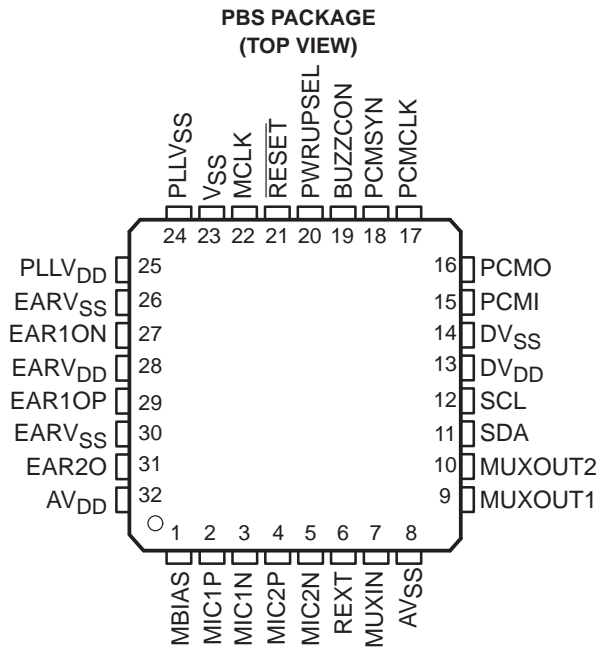 PBS PACKAGE
(TOP VIEW)
PLLVSS
VSS
MCLK
RESET
PWRUPSEL
BUZZCON
PCMSYN
PCMCLK
24 23 22 21 20 19 18 17
PLLVDD 25
EARVSS 26
EAR1ON 27
EARVDD 28
EAR1OP 29
EARVSS 30
EAR2O 31
AVDD 32
16 PCMO
15 PCMI
14 DVSS
13 DVDD
12 SCL
11 SDA
10 MUXOUT2
9 MUXOUT1
1 2 3 4 5 6 7 8
MBIAS
MIC1P
MIC1N
MIC2P
MIC2N
REXT
MUXIN
AVSS